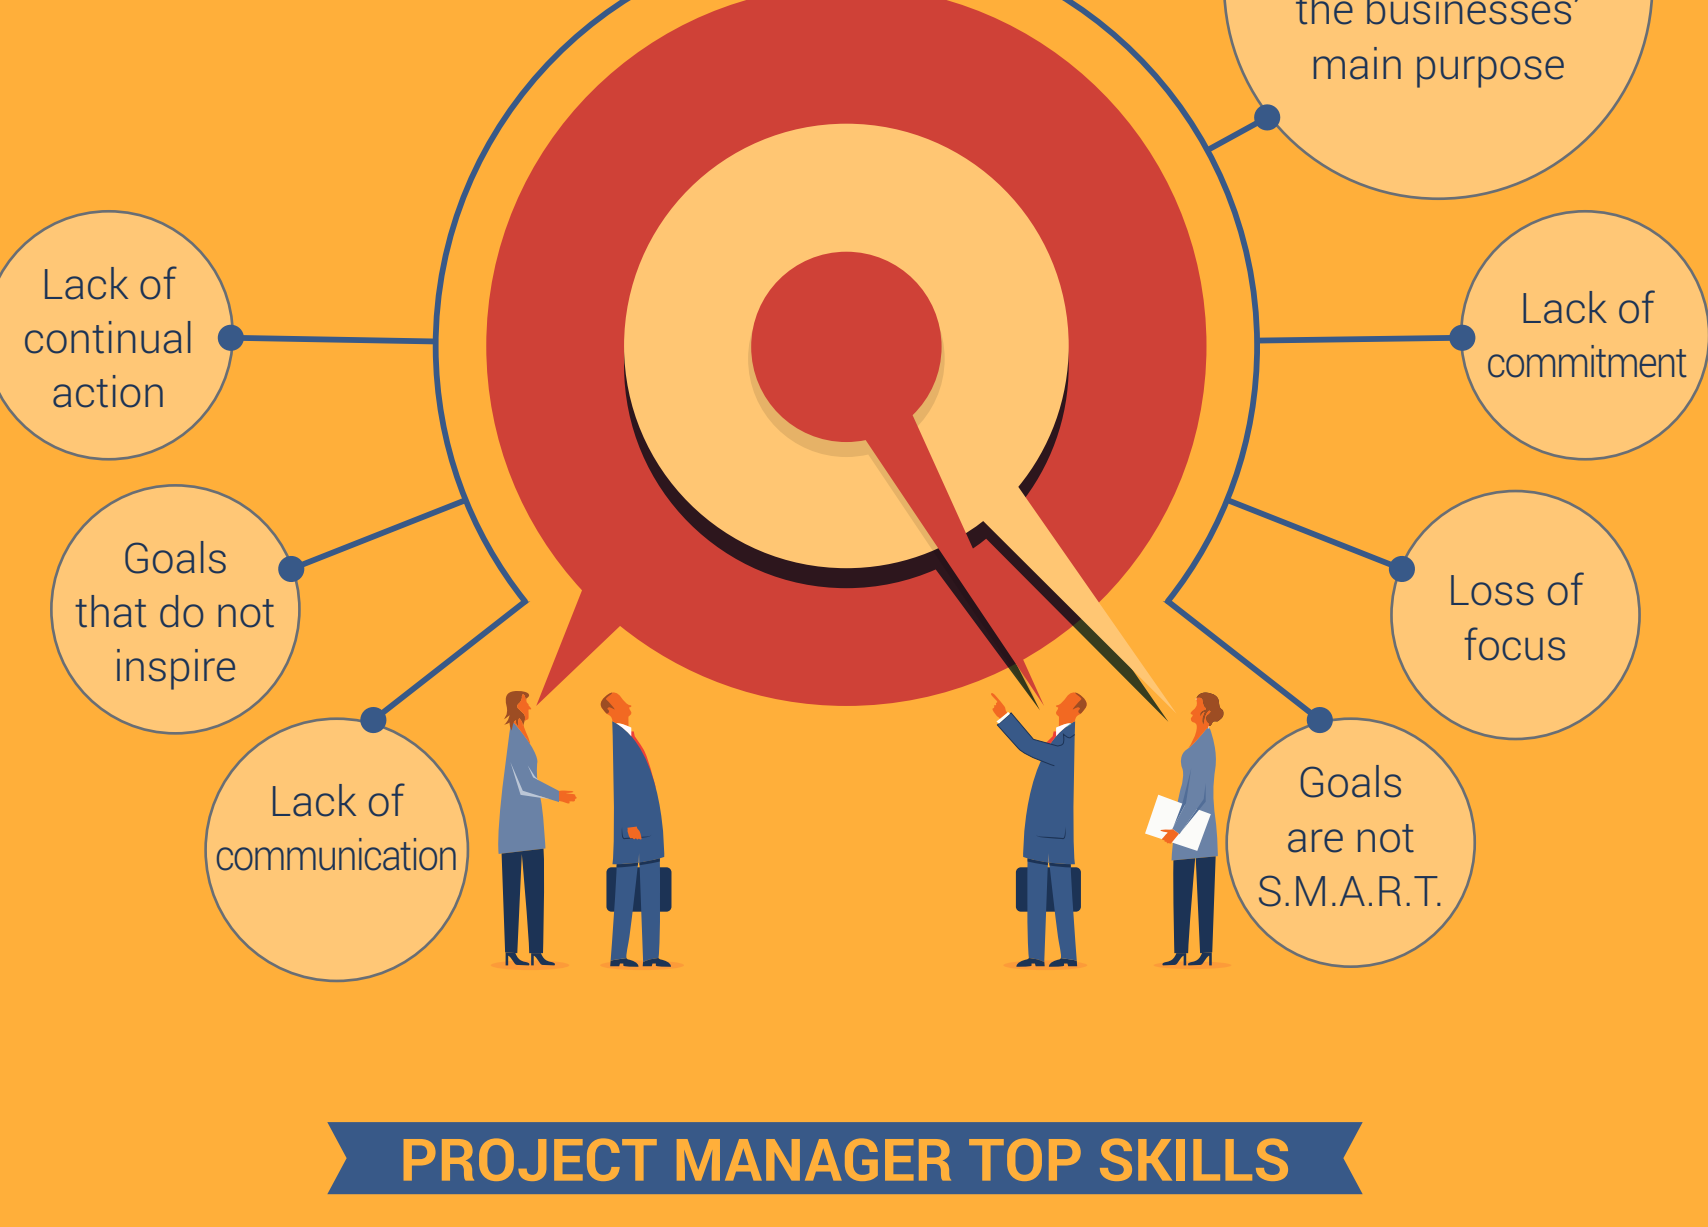 the businesses'
main purpose
Lack of
continual
action
Lack of
commitment
Goals
that do not
inspire
Loss of
focus
Lack of
communication
Goals
are not
S.M.A.R.T.
PROJECT MANAGER TOP SKILLS